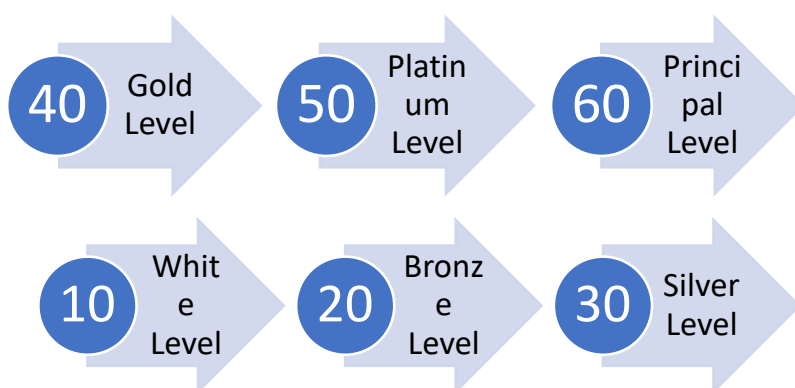 40
Gold
Level
50
Platin
um
Level
60
Princi
pal
Level
10
Whit
e
Level
20
Bronz
e
Level
30
Silver
Level